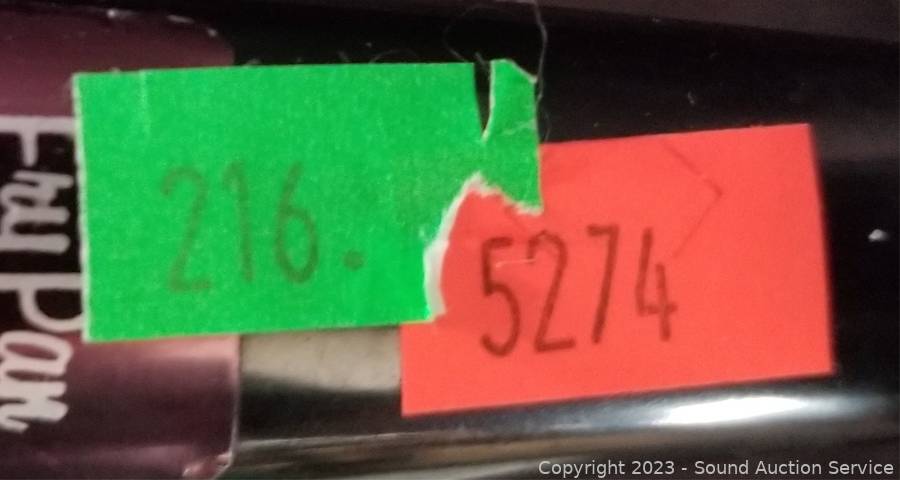 216.
5274
Fry Pan
Copyright 2023 - Sound Auction Service